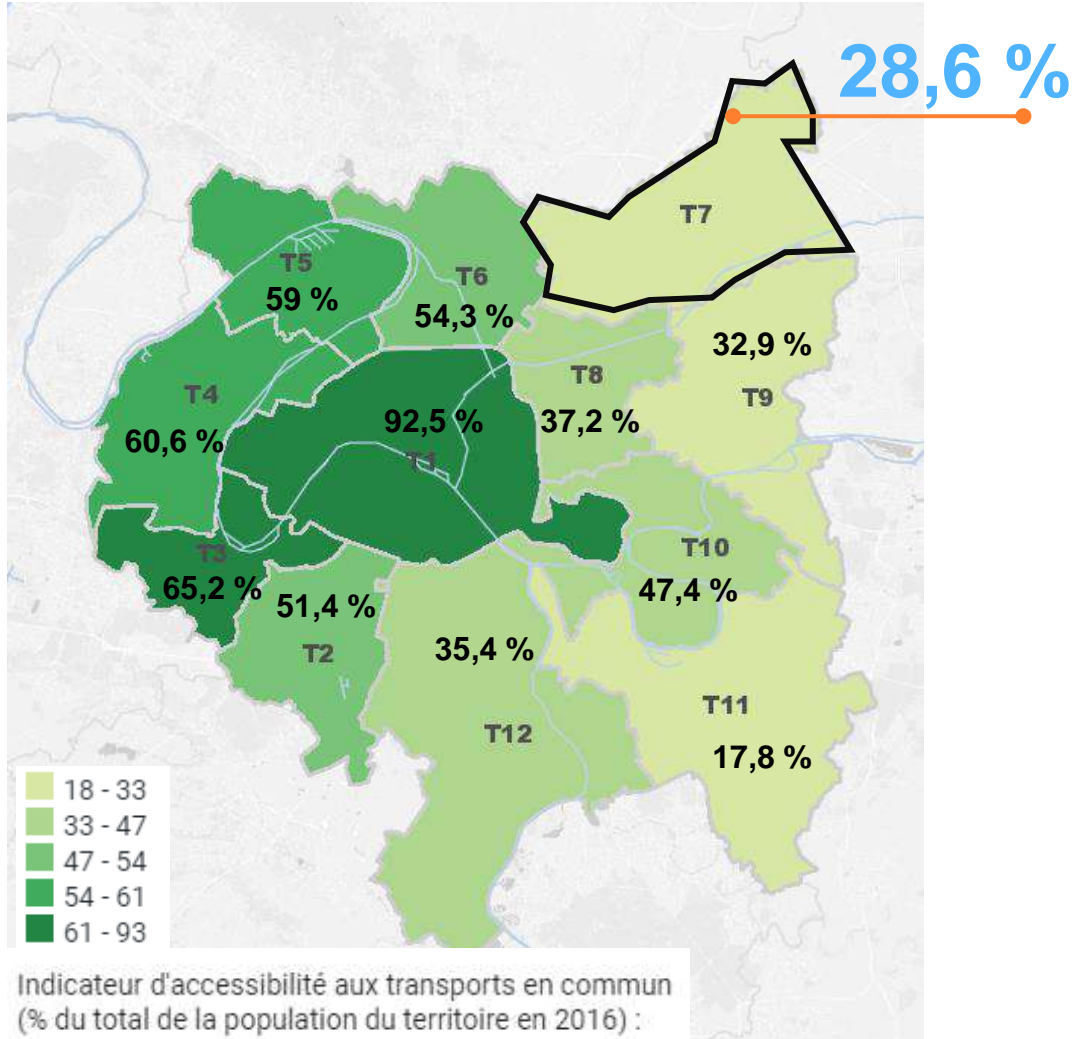 28,6 %
T7
T5
59 %
T6
54,3 %
32,9 %
T9
T8
37,2 %
T4
60,6 %
92,5 %
T1
T3
65,2 %
51,4 %
T2
T10
47,4 %
35,4 %
T12
T11
17,8 %
18 - 33
33 - 47
47 - 54
54 - 61
61 - 93
Indicateur d'accessibilité aux transports en commun
(% du total de la population du territoire en 2016) :